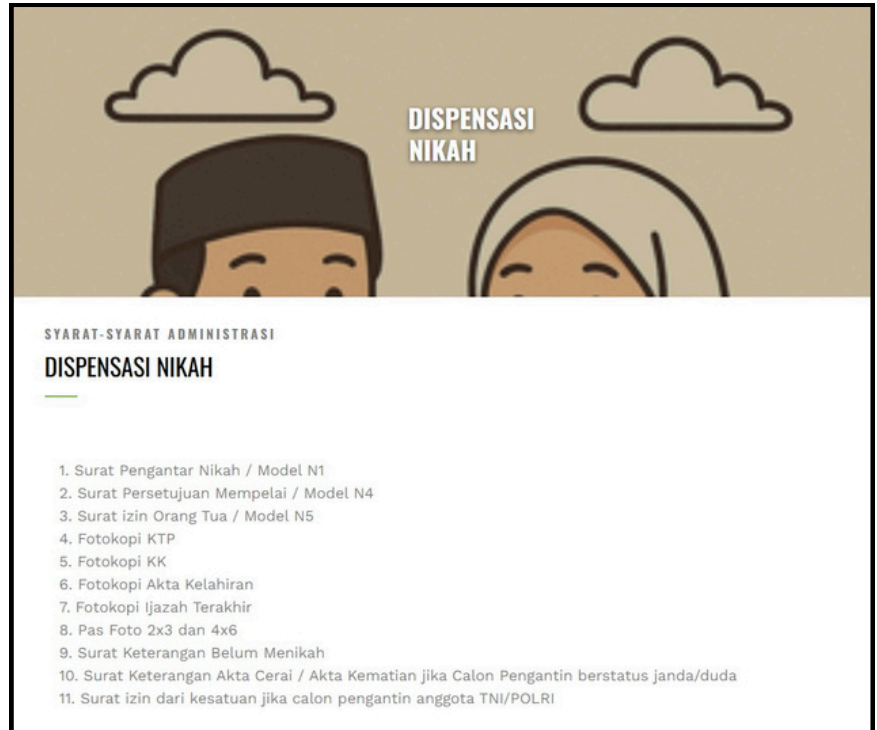 DISPENSASI
NIKAH
SYARAT-SYARAT ADMINISTRASI
DISPENSASI NIKAH
1. Surat Pengantar Nikah / Model N1
2. Surat Persetujuan Mempelai / Model N4
3. Surat izin Orang Tua / Model N5
4. Fotokopi KTP
5. Fotokopi KK
6. Fotokopi Akta Kelahiran
7. Fotokopi Ijazah Terakhir
8. Pas Foto 2x3 dan 4x6
9. Surat Keterangan Belum Menikah
10. Surat Keterangan Akta Cerai / Akta Kematian jika Calon Pengantin berstatus janda/duda
11. Surat izin dari kesatuan jika calon pengantin anggota TNI/POLRI